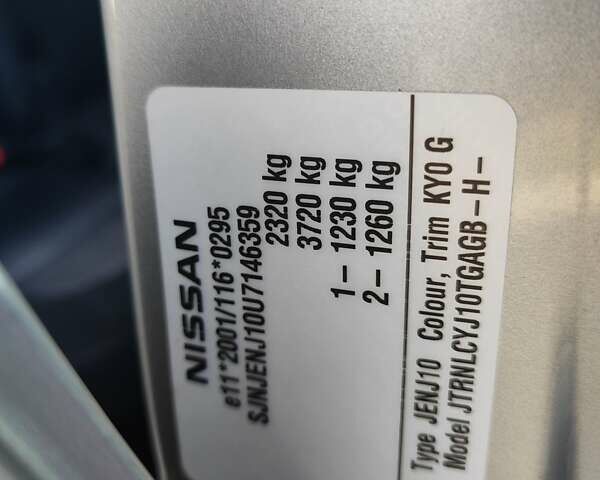 NISSAN
e11*2001/116*0295
SJNJENJ10U7146359
2320 kg
3720 kg
1- 1230 kg
2- 1260 kg
Type JENJ10 Colour, Trim KY0 G
Model JTRNLCYJ10TGAGB-H-